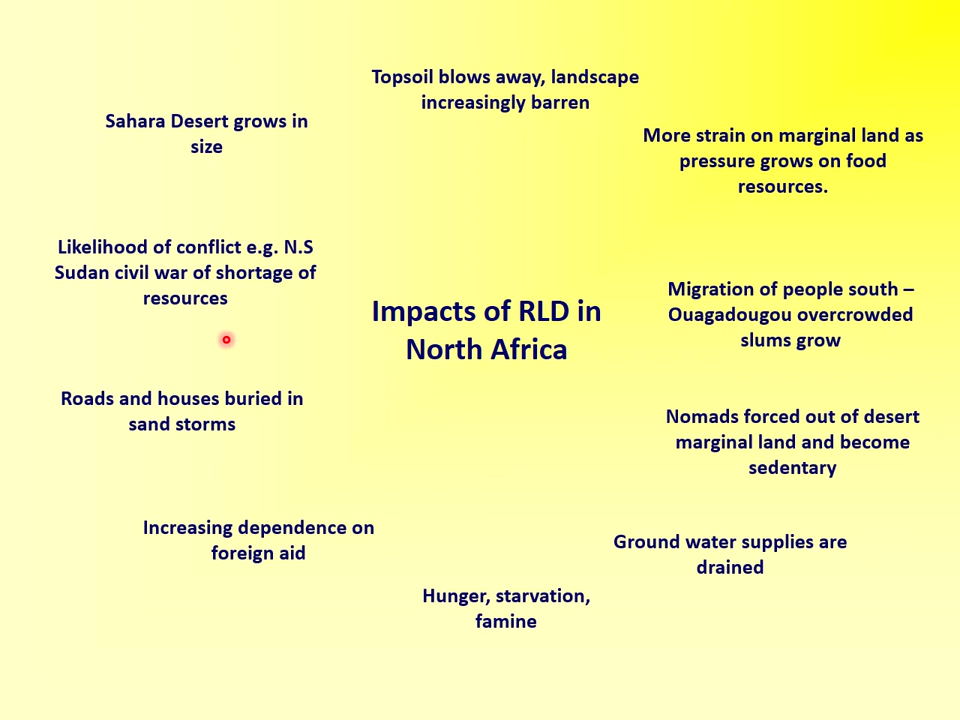 Topsoil blows away, landscape
increasingly barren
Sahara Desert grows in
size
More strain on marginal land as
pressure grows on food
resources.
Likelihood of conflict e.g. N.S
Sudan civil war of shortage of
resources
Impacts of RLD in
North Africa
Migration of people south –
Ouagadougou overcrowded
slums grow
Roads and houses buried in
sand storms
Nomads forced out of desert
marginal land and become
sedentary
Increasing dependence on
foreign aid
Ground water supplies are
drained
Hunger, starvation,
famine